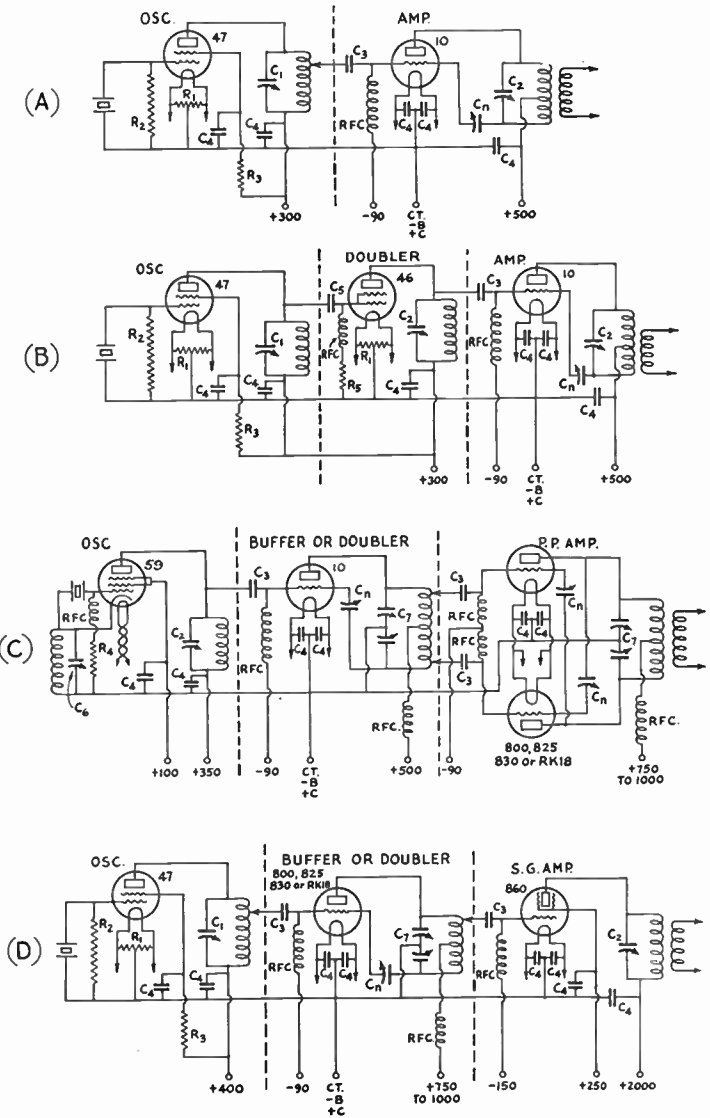 (A)
OSC.
47
AMP.
10
R₂
R₁
C₄
C₄
R₃
C₁
C₃
RFC
C₄
C₄
Cn
C₂
C₄
+300
-90
CT.
-B
+C
+500
(B)
OSC
47
DOUBLER
46
AMP.
10
R₂
R₁
C₄
C₄
R₃
C₁
C₅
RFC
R₁
R₅
C₄
C₂
C₃
RFC
C₄
C₄
Cn
C₂
C₄
+300
-90
CT.
-B
+C
+500
(C)
OSC
59
BUFFER OR DOUBLER
10
P.P. AMP.
RFC
R₄
C₆
C₄
C₂
C₄
C₃
RFC
C₄
C₄
Cn
C₇
C₃
C₃
RFC
RFC
C₄
C₄
Cn
Cn
C₇
RFC.
800, 825
830 or RK18
+100
+350
-90
CT.
-B
+C
+500
-90
+750
TO 1000
(D)
OSC.
47
BUFFER OR DOUBLER
800, 825
830 or RK18
S.G. AMP.
860
R₂
R₁
C₄
C₄
R₃
C₁
C₃
RFC
C₄
C₄
Cn
C₇
RFC
C₃
RFC
C₄
C₄
C₄
C₂
C₄
+400
-90
CT.
-B
+C
+750
TO 1000
-150
+250
+2000